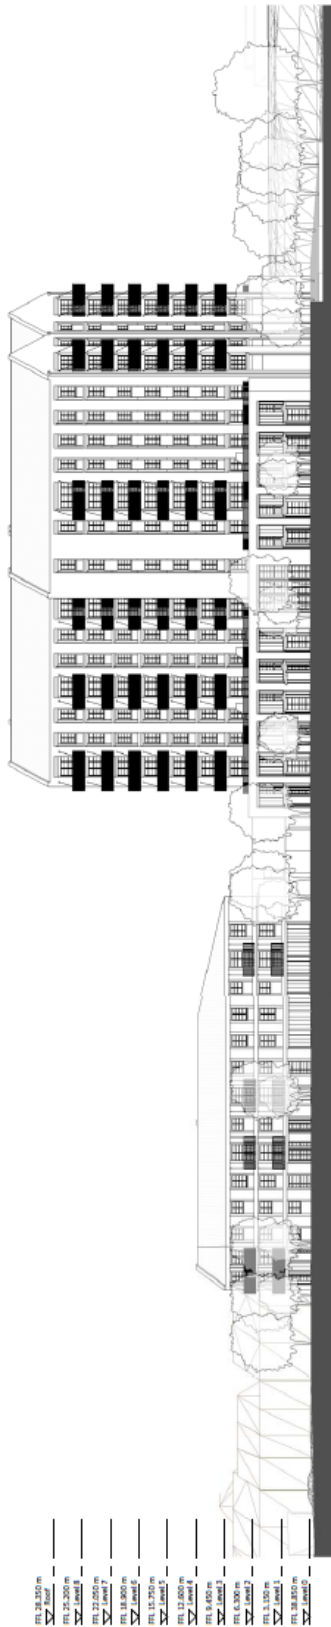 FFL 28.350 m
Roof
FFL 25.200 m
Level 8
FFL 22.050 m
Level 7
FFL 18.900 m
Level 6
FFL 15.750 m
Level 5
FFL 12.600 m
Level 4
FFL 9.450 m
Level 3
FFL 6.300 m
Level 2
FFL 3.150 m
Level 1
FFL m
Level 0